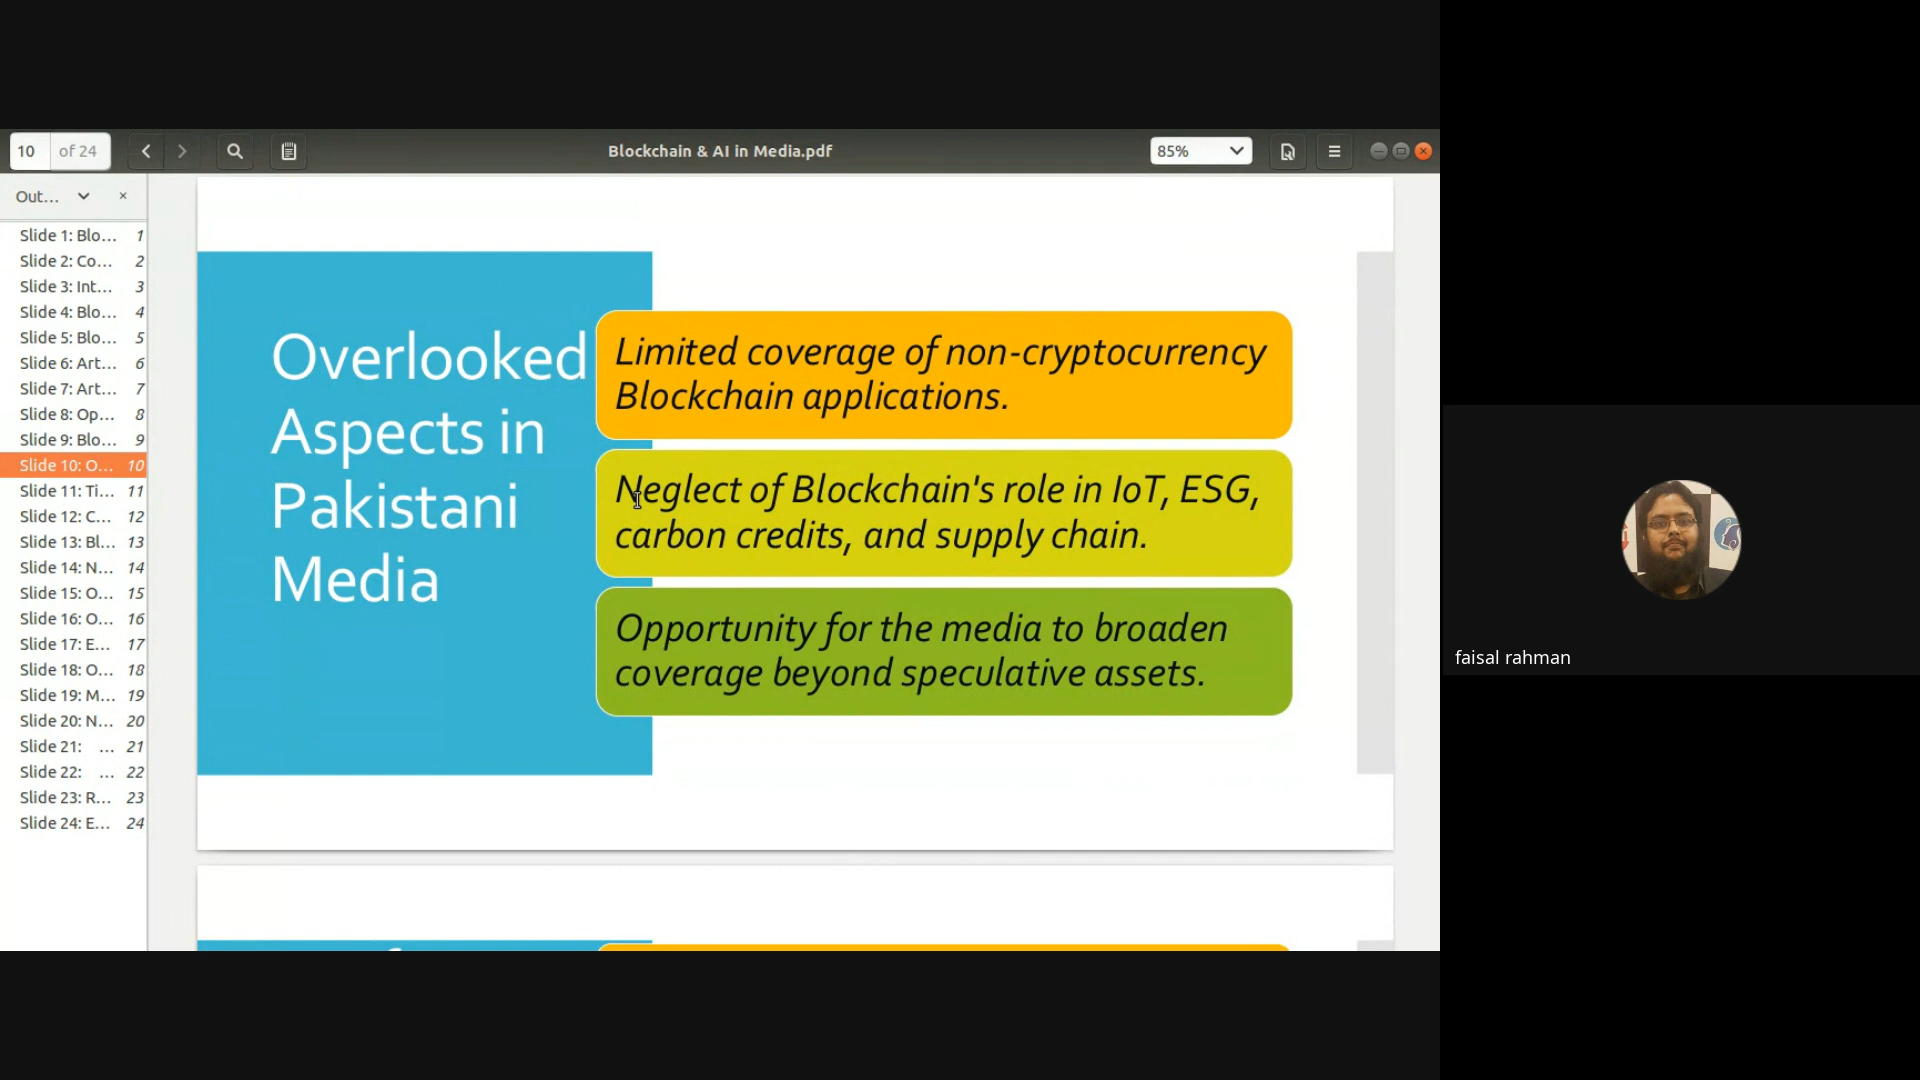 10 of 24
Blockchain & AI in Media.pdf
85%
Out...
Slide 1: Blo... 1
Slide 2: Co... 2
Slide 3: Int... 3
Slide 4: Blo... 4
Slide 5: Blo... 5
Slide 6: Art... 6
Slide 7: Art... 7
Slide 8: Op... 8
Slide 9: Blo... 9
Slide 10: O... 10
Slide 11: Ti... 11
Slide 12: C... 12
Slide 13: Bl... 13
Slide 14: N... 14
Slide 15: O... 15
Slide 16: O... 16
Slide 17: E... 17
Slide 18: O... 18
Slide 19: M... 19
Slide 20: N... 20
Slide 21: ... 21
Slide 22: ... 22
Slide 23: R... 23
Slide 24: E... 24
Overlooked
Aspects in
Pakistani
Media
Limited coverage of non-cryptocurrency
Blockchain applications.
Neglect of Blockchain's role in IoT, ESG,
carbon credits, and supply chain.
Opportunity for the media to broaden
coverage beyond speculative assets.
faisal rahman